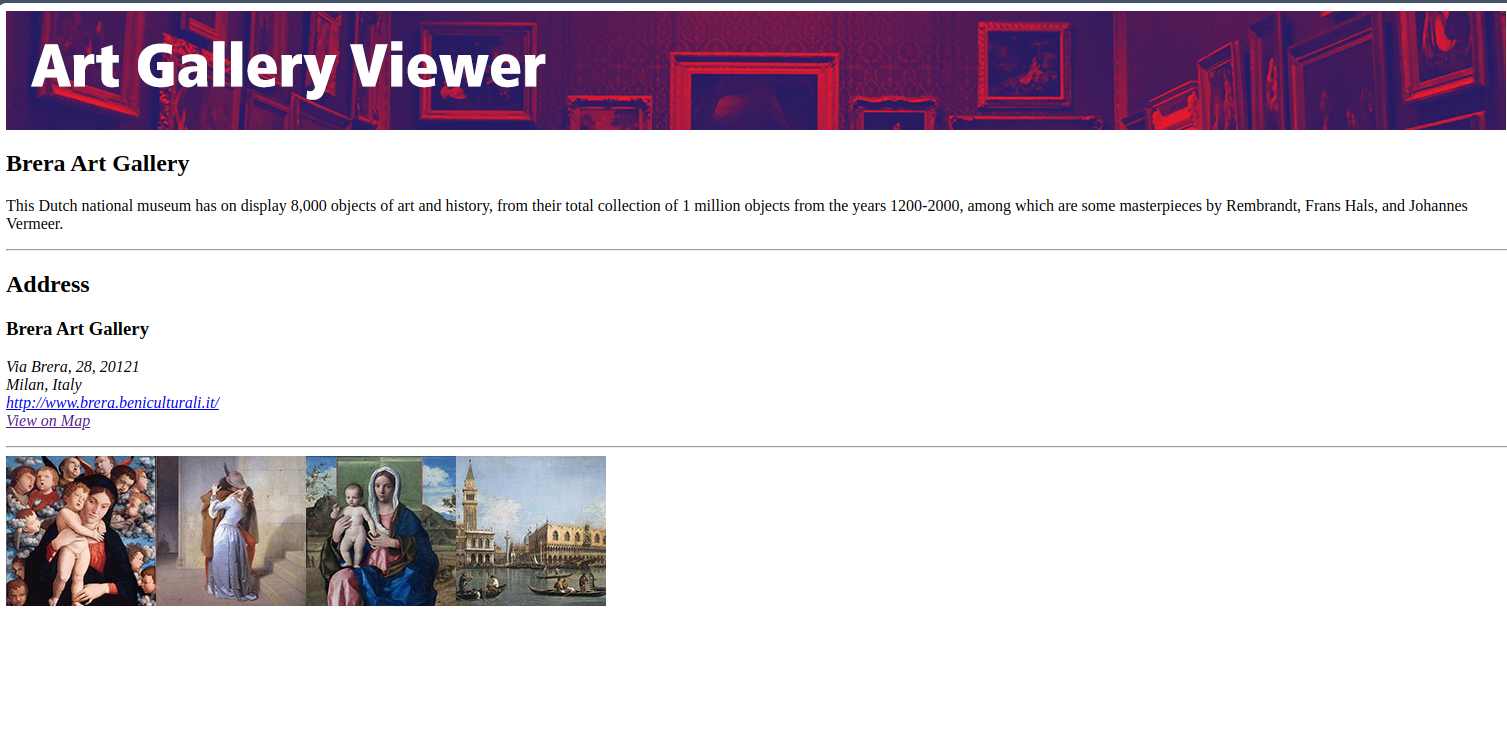 Art Gallery Viewer
Brera Art Gallery
This Dutch national museum has on display 8,000 objects of art and history, from their total collection of 1 million objects from the years 1200-2000, among which are some masterpieces by Rembrandt, Frans Hals, and Johannes
Vermeer.
Address
Brera Art Gallery
Via Brera, 28, 20121
Milan, Italy
http://www.brera.beniculturali.it/
View on Map